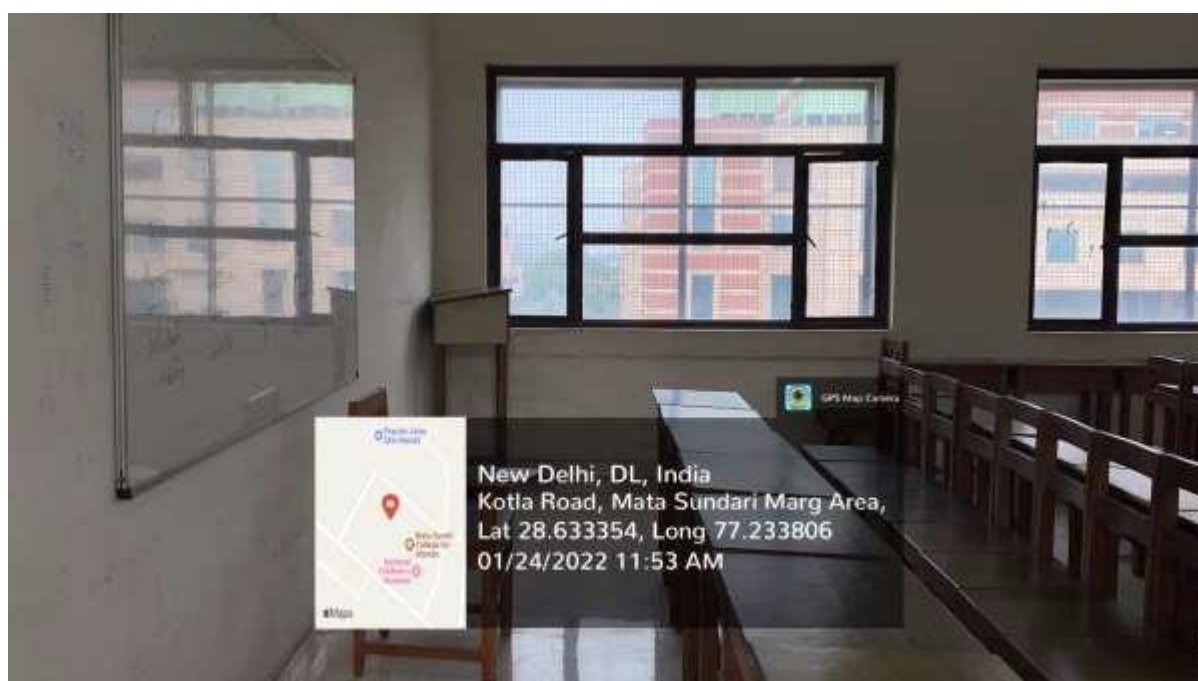 GPS Map Camera
New Delhi, DL, India
Kotla Road, Mata Sundari Marg Area,
Lat 28.633354, Long 77.233806
01/24/2022 11:53 AM
Maps